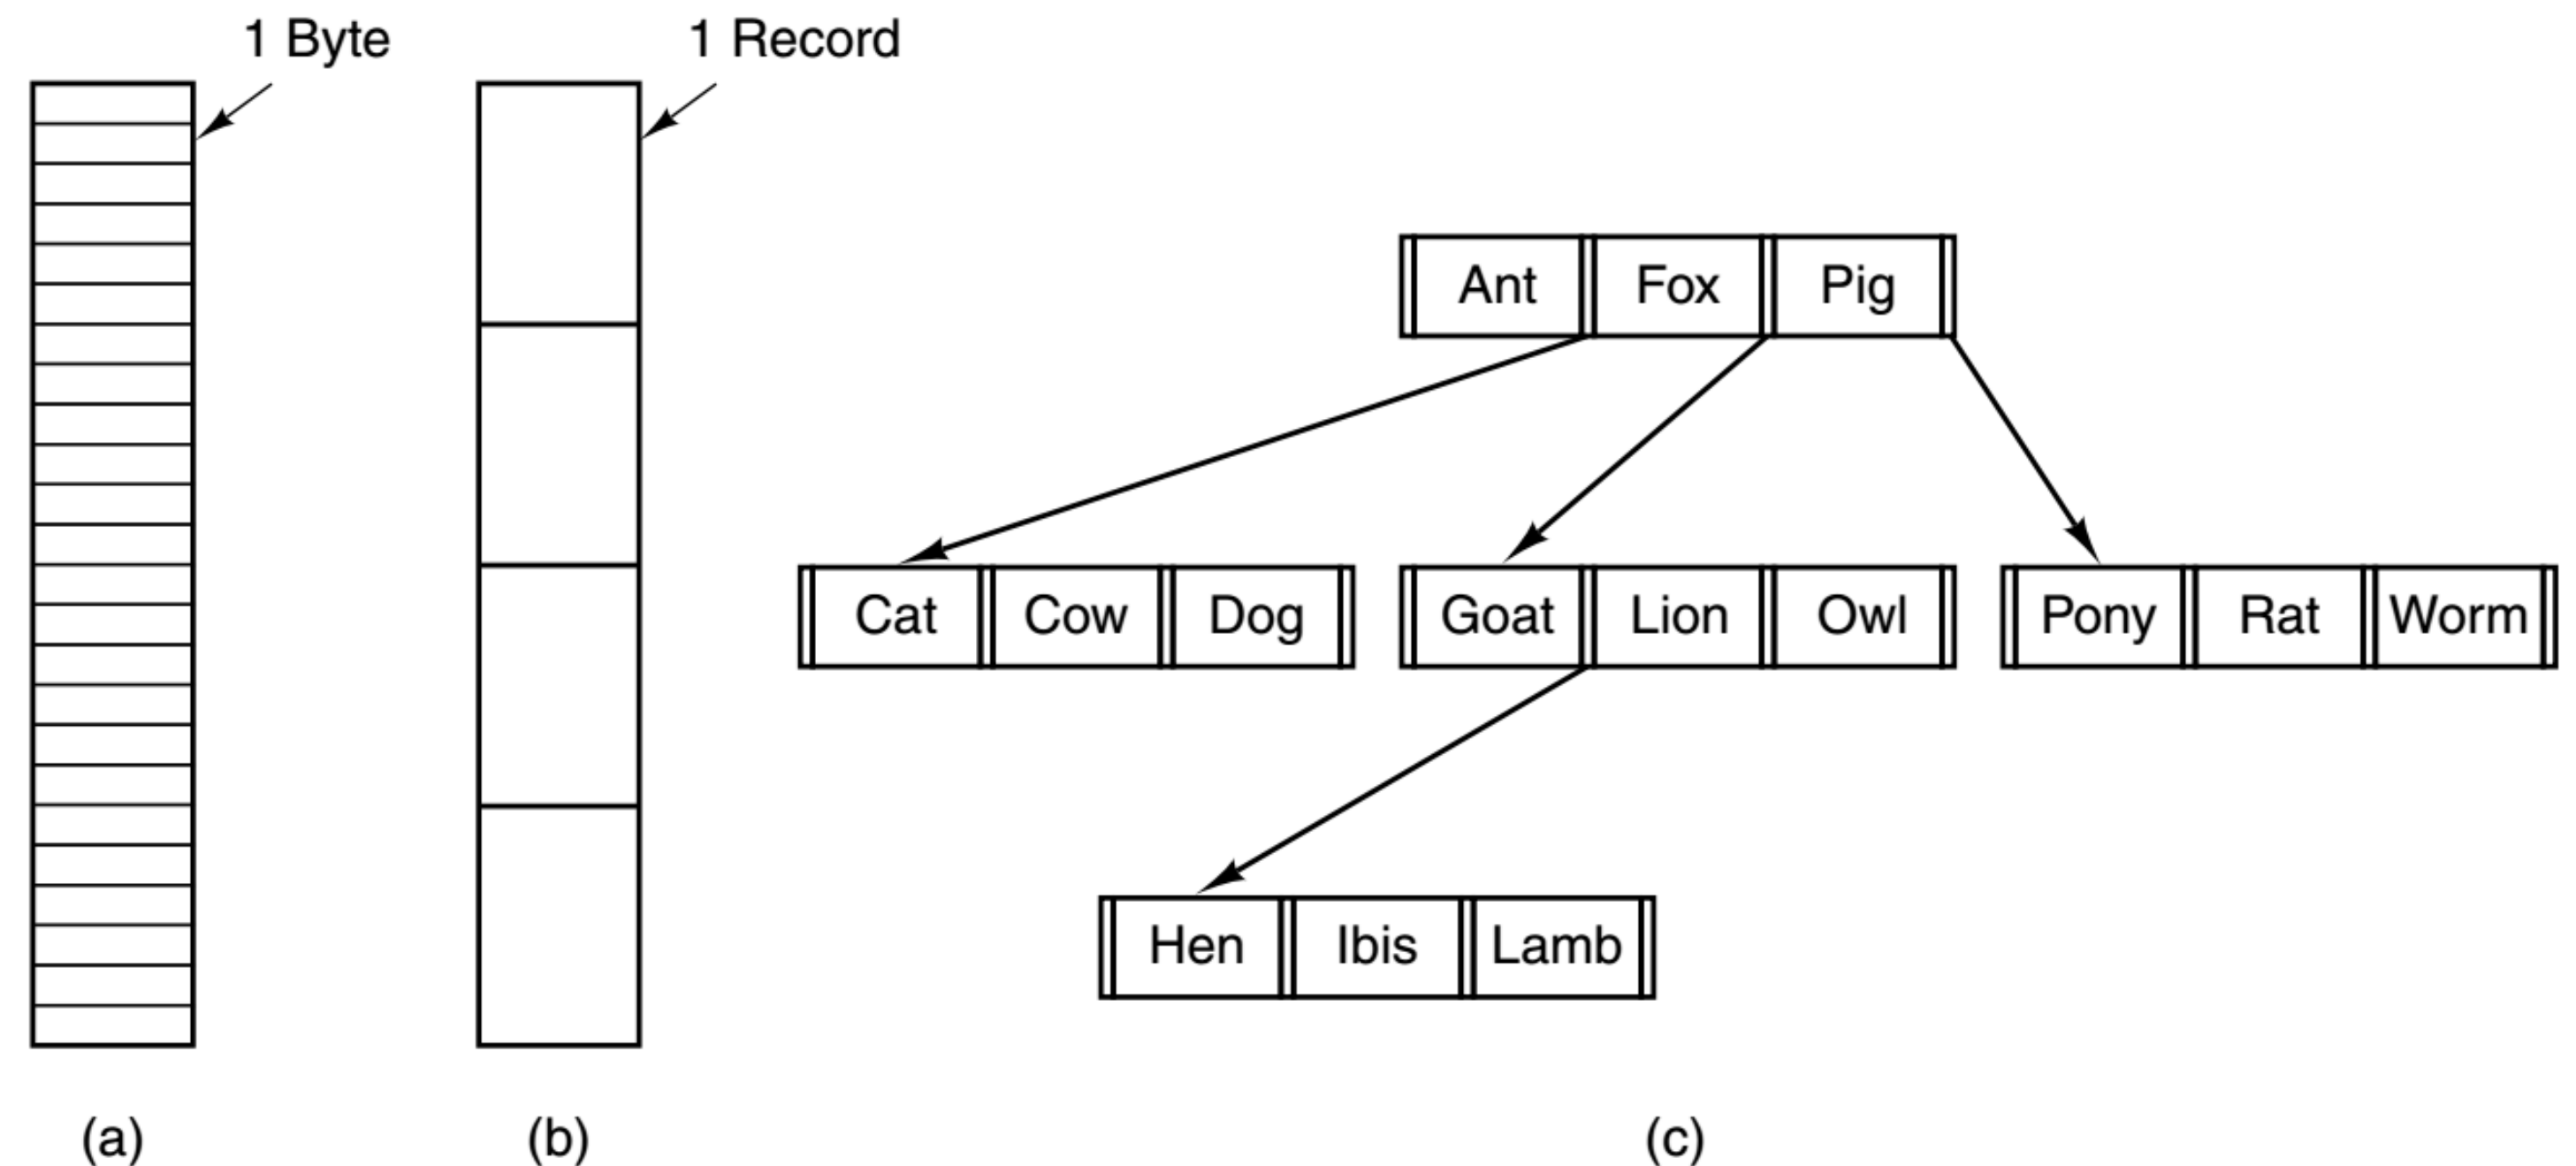 1 Byte
1 Record
Ant Fox Pig
Cat Cow Dog
Goat Lion Owl
Pony Rat Worm
Hen Ibis Lamb
(a)
(b)
(c)